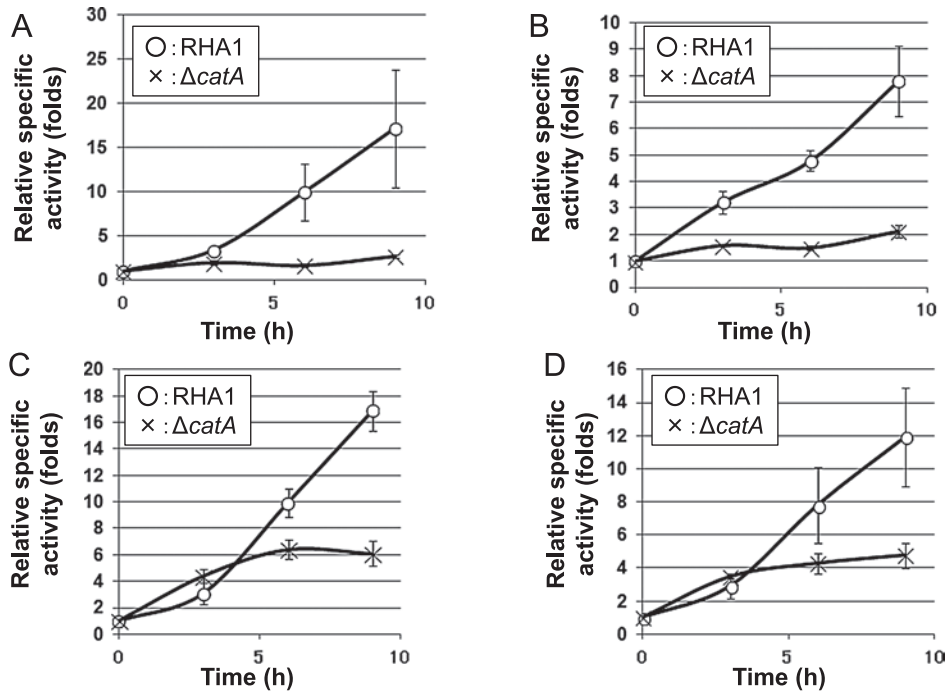 A
Relative specific
activity (folds)
30
25
20
15
10
5
0
○ : RHA1
× : ΔcatA
0 5 10
Time (h)
B
Relative specific
activity (folds)
10
9
8
7
6
5
4
3
2
1
0
○ : RHA1
× : ΔcatA
0 5 10
Time (h)
C
Relative specific
activity (folds)
20
18
16
14
12
10
8
6
4
2
0
○ : RHA1
× : ΔcatA
0 5 10
Time (h)
D
Relative specific
activity (folds)
16
14
12
10
8
6
4
2
0
○ : RHA1
× : ΔcatA
0 5 10
Time (h)